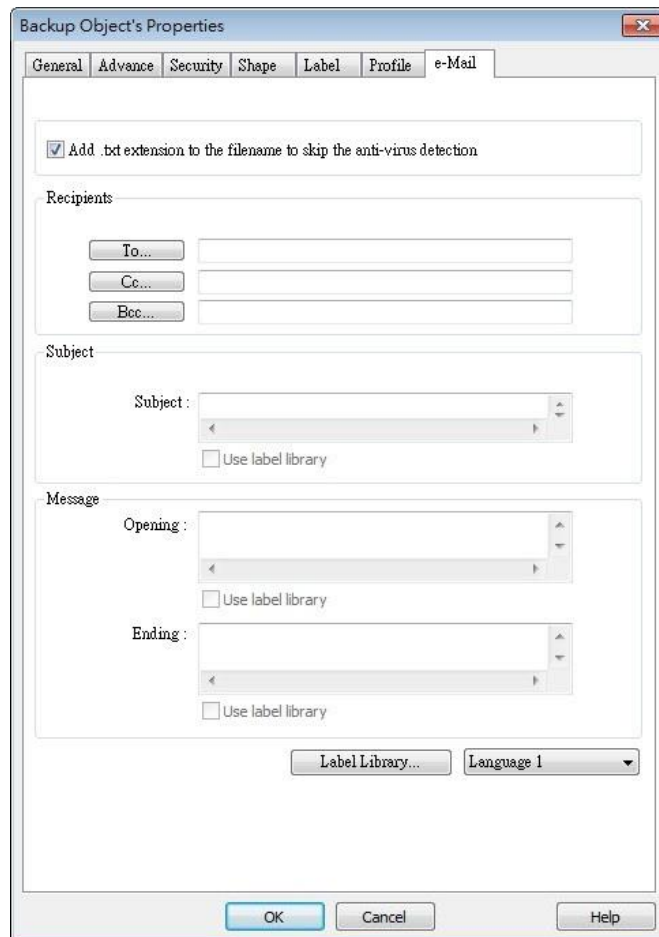 Backup Object's Properties
General Advance Security Shape Label Profile e-Mail
Add .txt extension to the filename to skip the anti-virus detection
Recipients
To...
Cc...
Bcc...
Subject
Subject :
Use label library
Message
Opening :
Use label library
Ending :
Use label library
Label Library... Language 1
OK Cancel Help